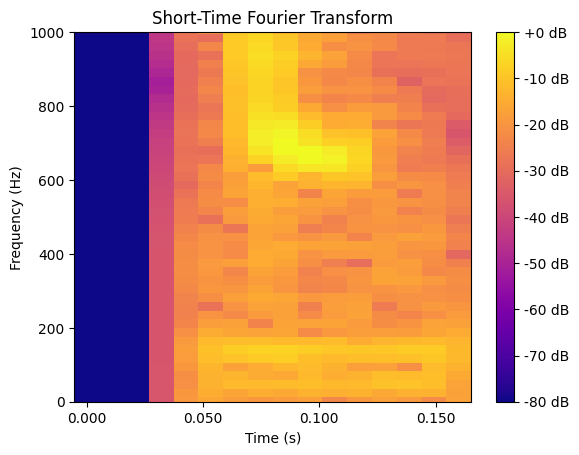 Short-Time Fourier Transform
Frequency (Hz)
1000
800
600
400
200
0
0.000
0.050
0.100
0.150
Time (s)
+0 dB
-10 dB
-20 dB
-30 dB
-40 dB
-50 dB
-60 dB
-70 dB
-80 dB